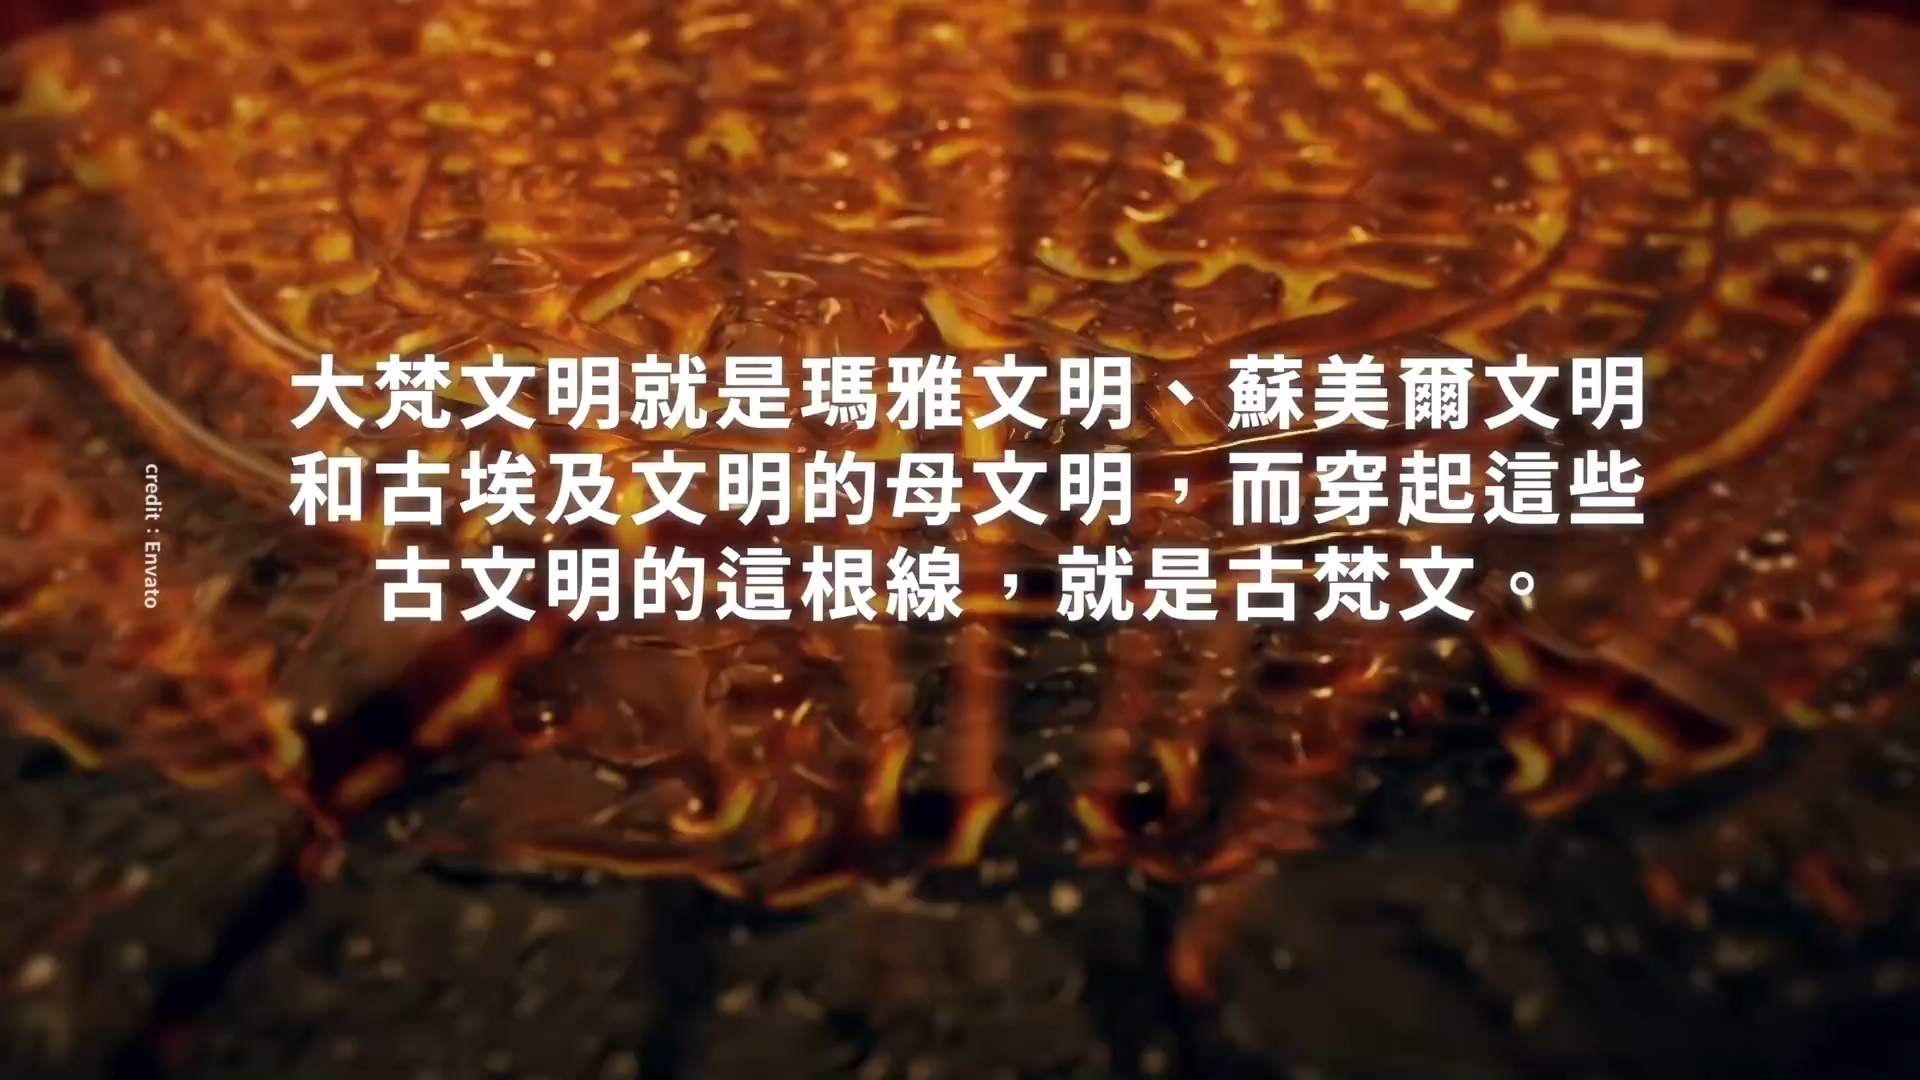 大梵文明就是瑪雅文明、蘇美爾文明
和古埃及文明的母文明，而穿起這些
古文明的這根線，就是古梵文。
credit：Envato